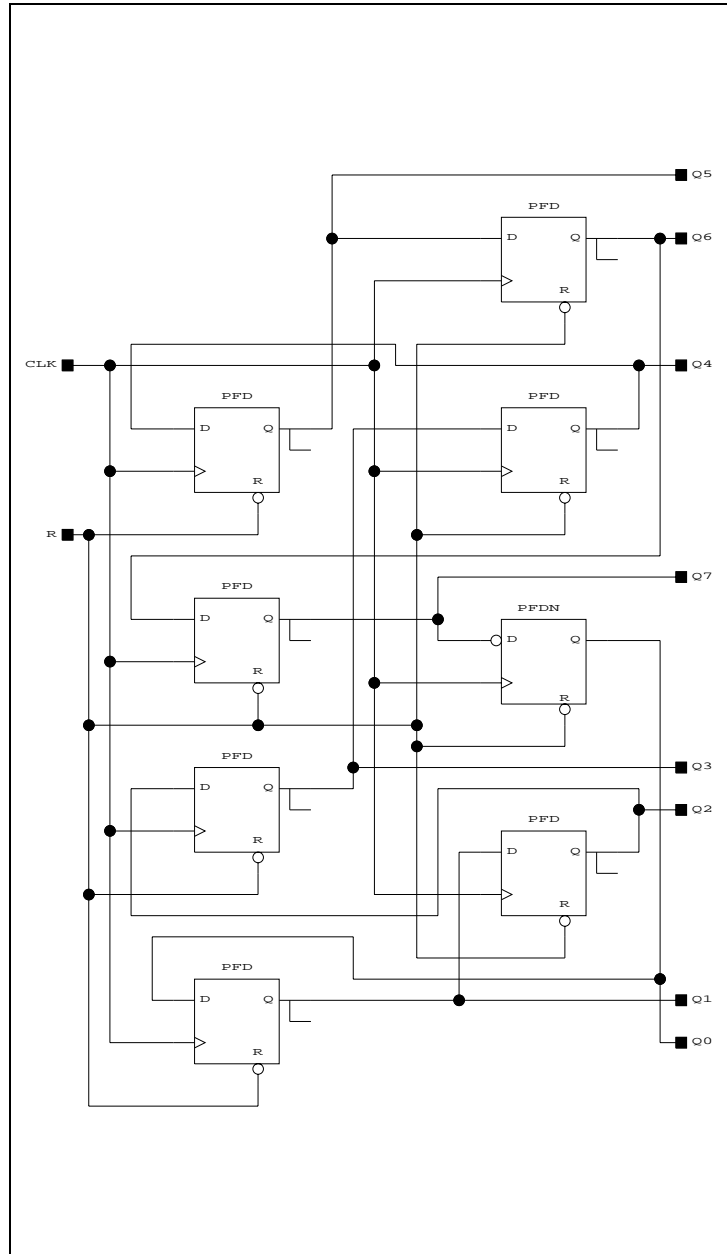 Q5
PFD
D Q Q6
R
CLK Q4
PFD PFD
D Q D Q
R R
R
Q7
PFD PFDN
D Q D Q
R R
PFD Q3
D Q Q2
PFD
R D Q
R
PFD
D Q Q1
Q0
R